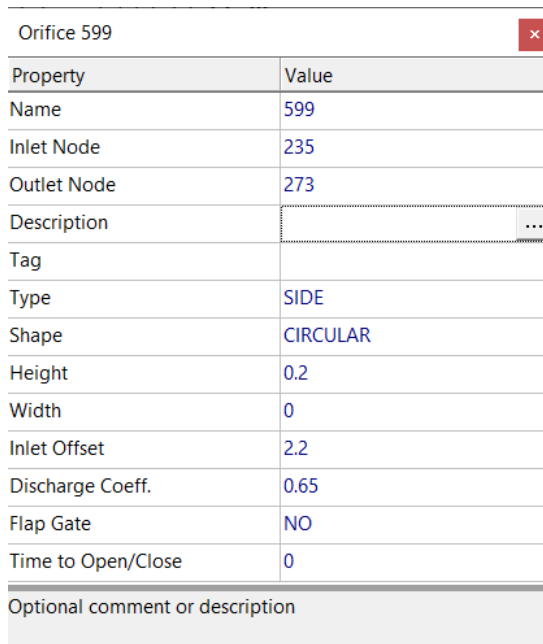 Orifice 599
×
Property Value
Name 599
Inlet Node 235
Outlet Node 273
Description ...
Tag
Type SIDE
Shape CIRCULAR
Height 0.2
Width 0
Inlet Offset 2.2
Discharge Coeff. 0.65
Flap Gate NO
Time to Open/Close 0
Optional comment or description